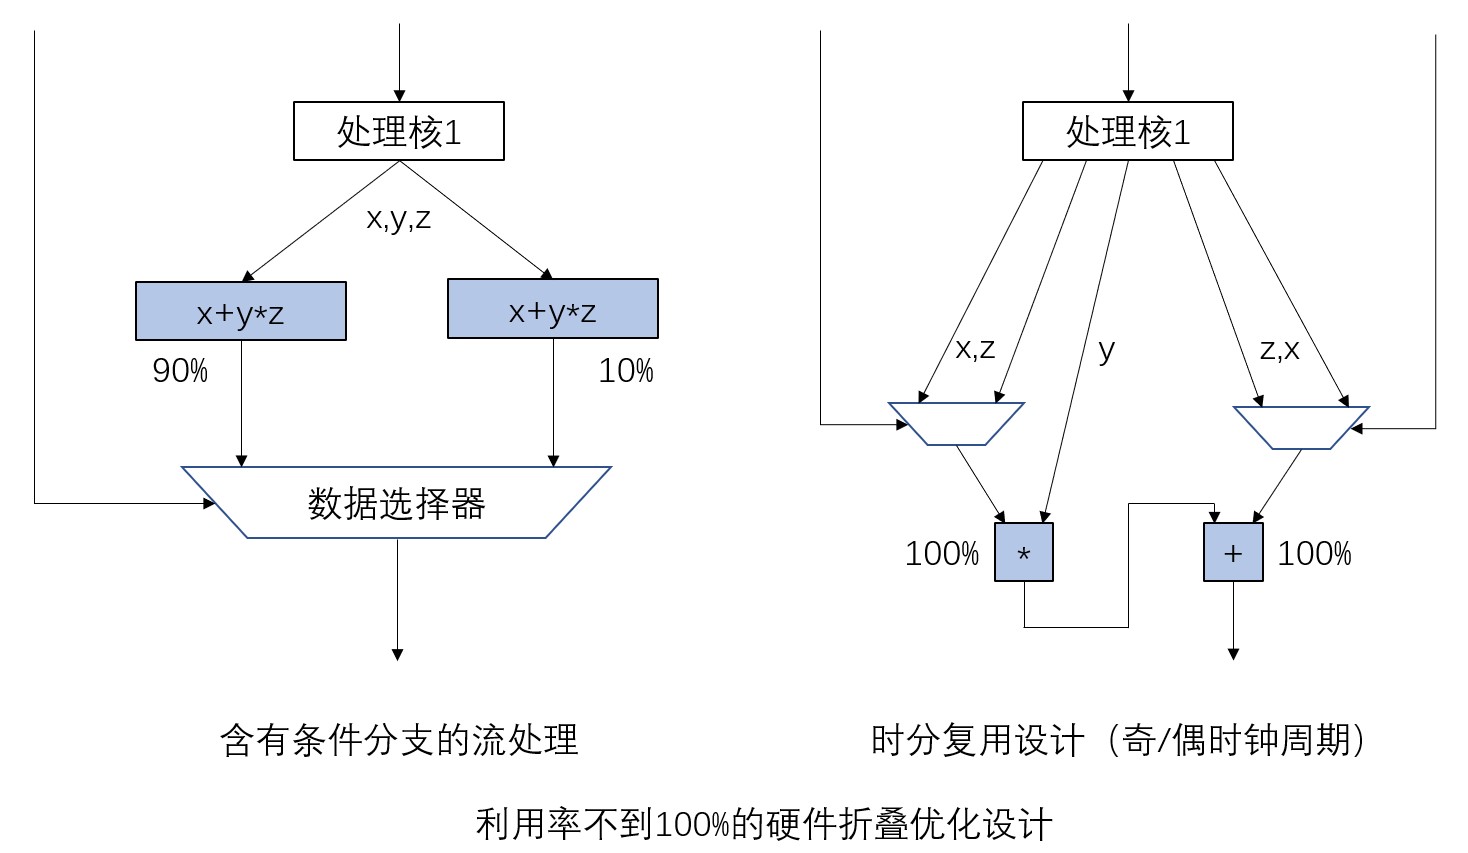 处理核1
处理核1
x,y,z
x+y*z
x+y*z
x,z
y
z,x
90%
10%
数据选择器
100%
*
+
100%
含有条件分支的流处理
时分复用设计（奇/偶时钟周期）
利用率不到100%的硬件折叠优化设计